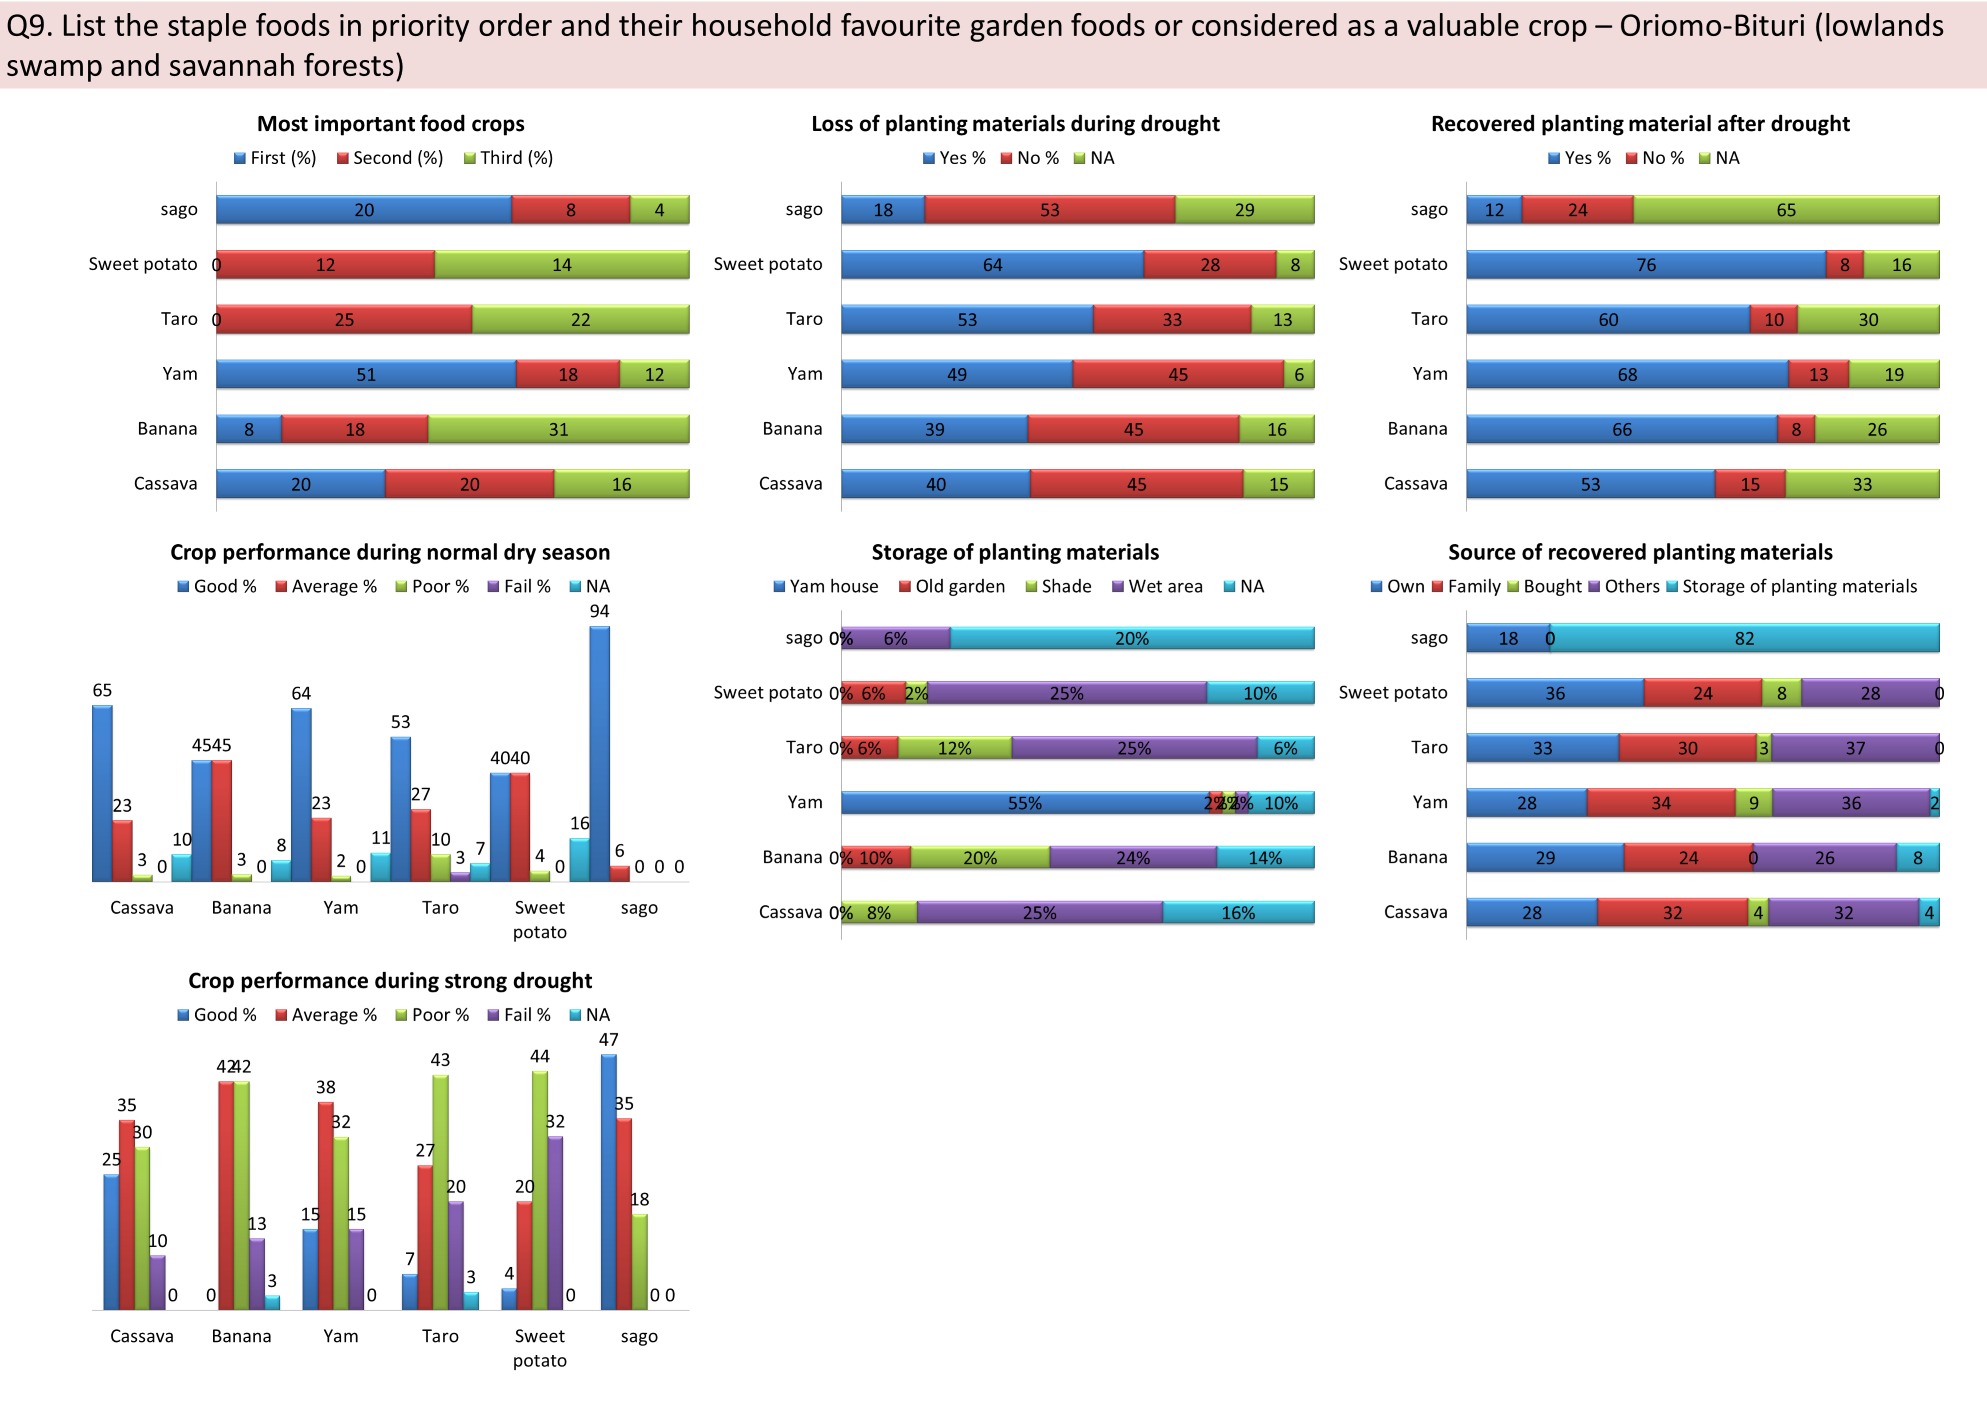 Q9. List the staple foods in priority order and their household favourite garden foods or considered as a valuable crop – Oriomo-Bituri (lowlands
swamp and savannah forests)
Most important food crops
First (%) Second (%) Third (%)
sago 20 8 4
Sweet potato 0 12 14
Taro 0 25 22
Yam 51 18 12
Banana 8 18 31
Cassava 20 20 16
Loss of planting materials during drought
Yes % No % NA
sago 18 53 29
Sweet potato 64 28 8
Taro 53 33 13
Yam 49 45 6
Banana 39 45 16
Cassava 40 45 15
Recovered planting material after drought
Yes % No % NA
sago 12 24 65
Sweet potato 76 8 16
Taro 60 10 30
Yam 68 13 19
Banana 66 8 26
Cassava 53 15 33
Crop performance during normal dry season
Good % Average % Poor % Fail % NA
65 23 3 0 10
45 45 3 0 8
64 23 2 0 11
53 27 10 3 7
40 40 4 0 16
94 6 0 0 0
Cassava Banana Yam Taro Sweet sago
potato
Storage of planting materials
Yam house Old garden Shade Wet area NA
sago 0% 6% 20%
Sweet potato 0% 6% 2% 25% 10%
Taro 0% 6% 12% 25% 6%
Yam 55% 2% 2% 2% 10%
Banana 0% 10% 20% 24% 14%
Cassava 0% 8% 25% 16%
Source of recovered planting materials
Own Family Bought Others Storage of planting materials
sago 18 0 82
Sweet potato 36 24 8 28 0
Taro 33 30 3 37 0
Yam 28 34 9 36 2
Banana 29 24 0 26 8
Cassava 28 32 4 32 4
Crop performance during strong drought
Good % Average % Poor % Fail % NA
25 35 30 10 0
0 42 42 13 3
15 38 32 15 0
7 27 43 20 3
4 20 44 32 0
47 35 18 0 0
Cassava Banana Yam Taro Sweet sago
potato